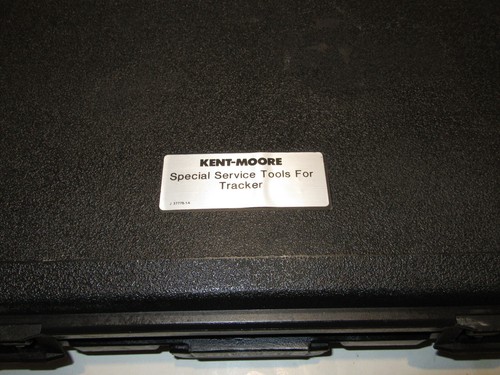 KENT-MOORE
Special Service Tools For
Tracker